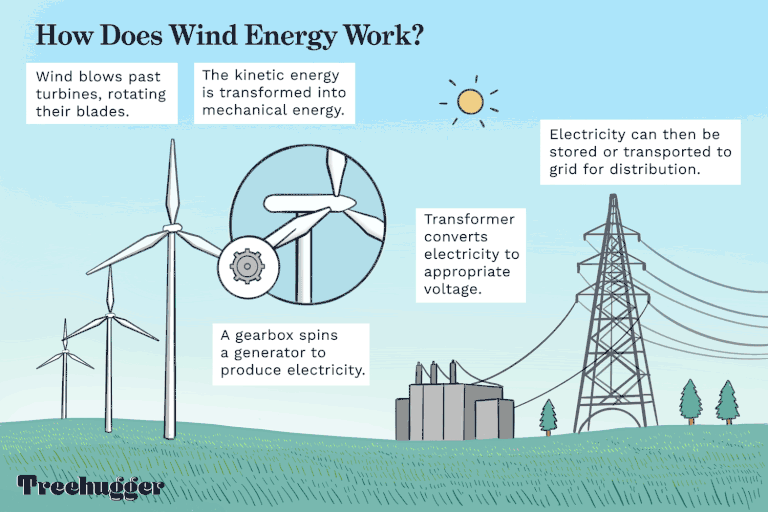 How Does Wind Energy Work?
Wind blows past
turbines, rotating
their blades.
The kinetic energy
is transformed into
mechanical energy.
Electricity can then be
stored or transported to
grid for distribution.
Transformer
converts
electricity to
appropriate
voltage.
A gearbox spins
a generator to
produce electricity.
Treehugger